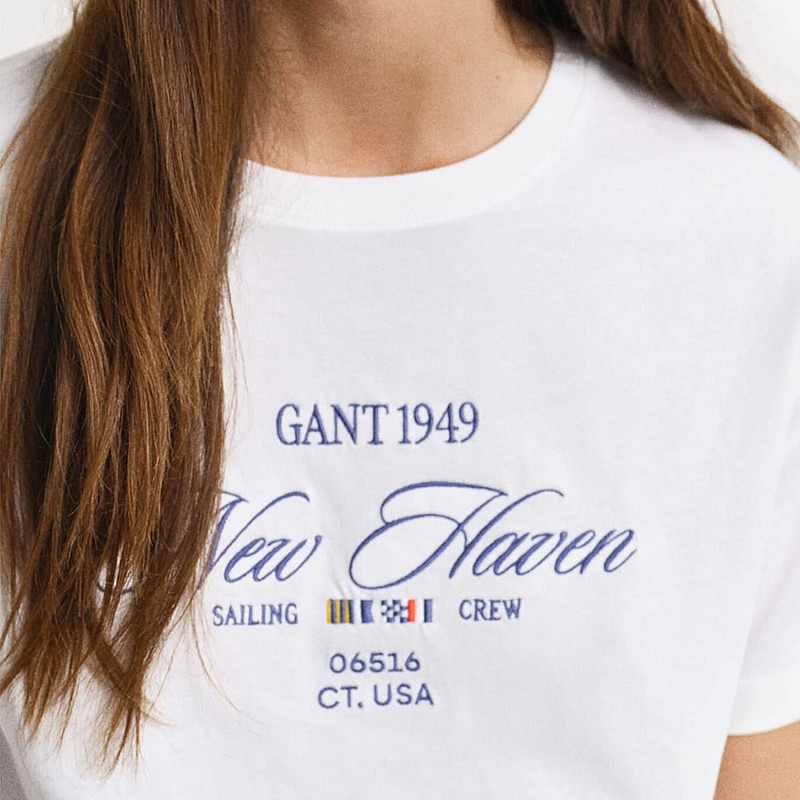 GANT 1949
New Haven
SAILING CREW
06516
CT. USA